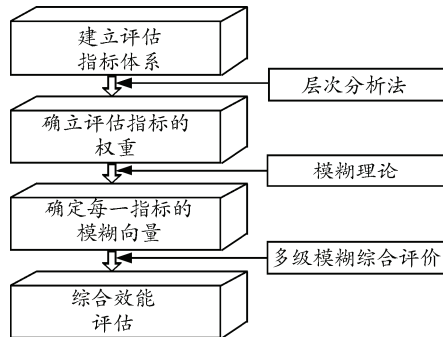 建立评估
指标体系
层次分析法
确立评估指标的
权重
模糊理论
确定每一指标的
模糊向量
多级模糊综合评价
综合效能
评估